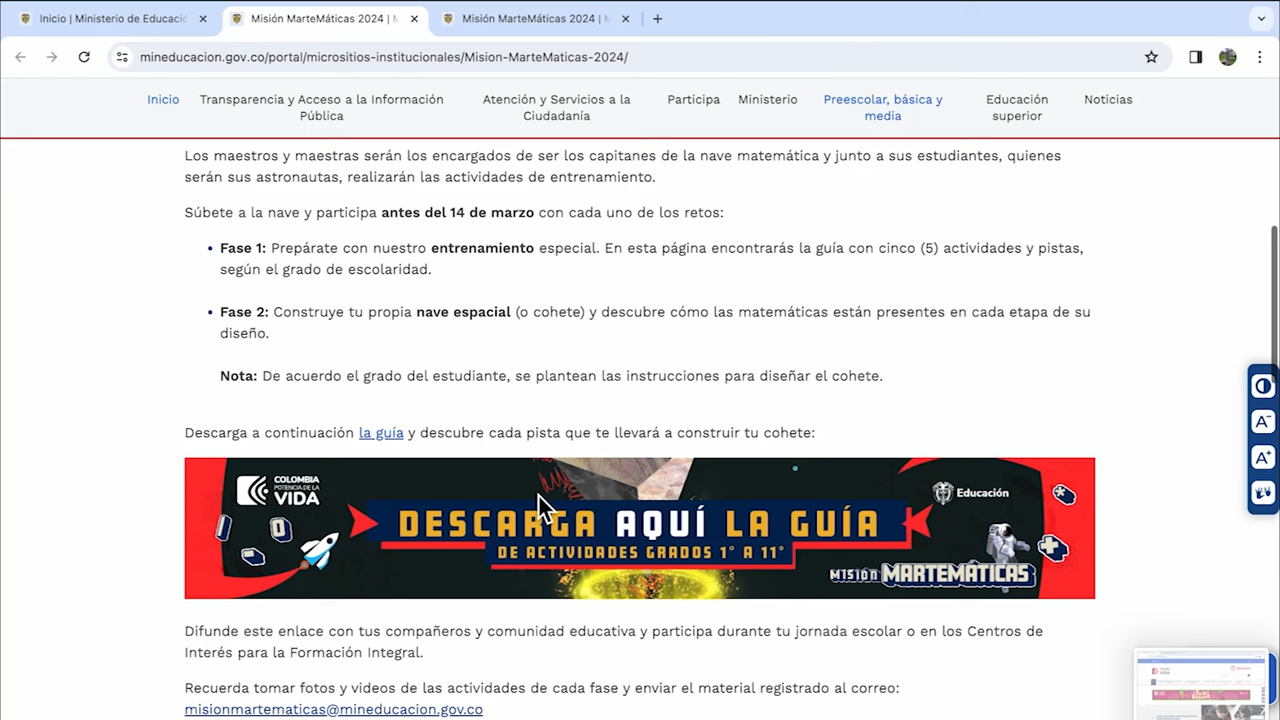 Inicio | Ministerio de Educació
Misión MarteMáticas 2024 | M
Misión MarteMáticas 2024 | M
mineducacion.gov.co/portal/micrositios-institucionales/Mision-MarteMaticas-2024/
Inicio
Transparencia y Acceso a la Información
Pública
Atención y Servicios a la
Ciudadanía
Participa
Ministerio
Preescolar, básica y
media
Educación
superior
Noticias
Los maestros y maestras serán los encargados de ser los capitanes de la nave matemática y junto a sus estudiantes, quienes
serán sus astronautas, realizarán las actividades de entrenamiento.
Súbete a la nave y participa antes del 14 de marzo con cada uno de los retos:
• Fase 1: Prepárate con nuestro entrenamiento especial. En esta página encontrarás la guía con cinco (5) actividades y pistas,
según el grado de escolaridad.
• Fase 2: Construye tu propia nave espacial (o cohete) y descubre cómo las matemáticas están presentes en cada etapa de su
diseño.
Nota: De acuerdo el grado del estudiante, se plantean las instrucciones para diseñar el cohete.
Descarga a continuación la guía y descubre cada pista que te llevará a construir tu cohete:
COLOMBIA
POTENCIA DE LA
VIDA
Educación
DESCARGA AQUÍ LA GUÍA
DE ACTIVIDADES GRADOS 1° A 11°
MISIÓN MARTEMÁTICAS
Difunde este enlace con tus compañeros y comunidad educativa y participa durante tu jornada escolar o en los Centros de
Interés para la Formación Integral.
Recuerda tomar fotos y videos de las actividades de cada fase y enviar el material registrado al correo:
misionmartematicas@mineducacion.gov.co
A-
A+